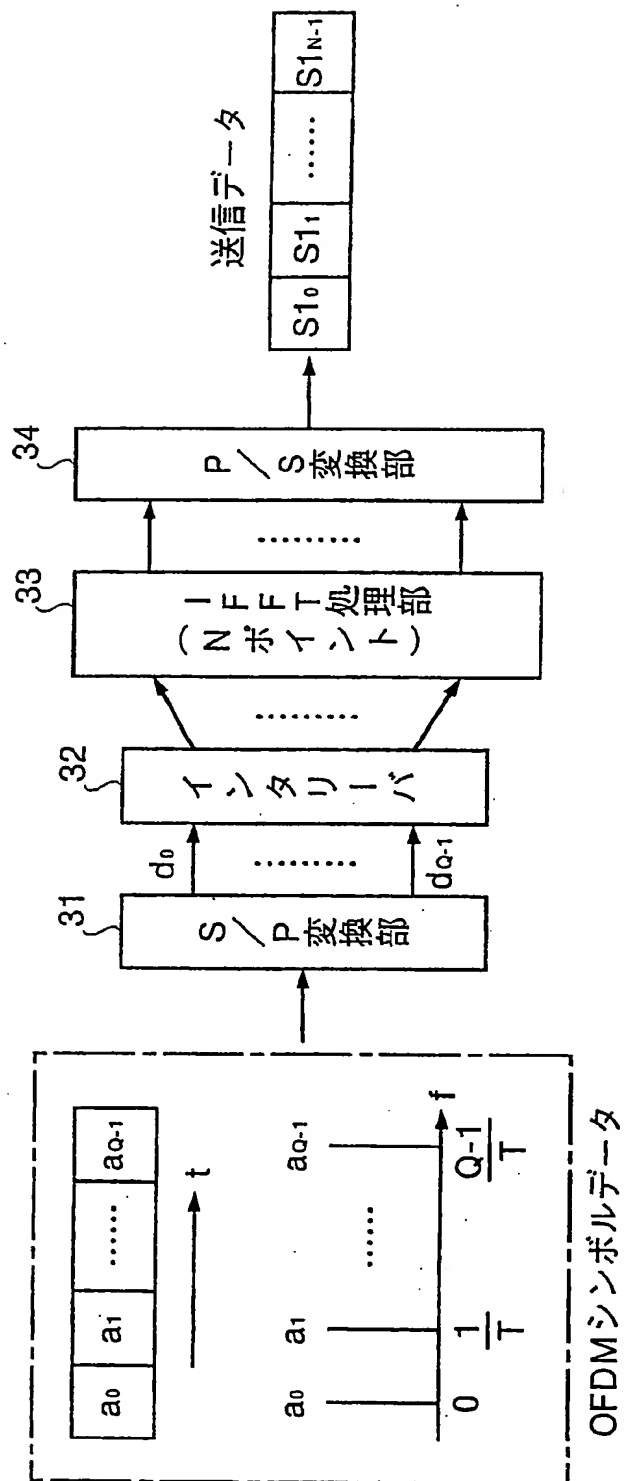 a0 a1 …… aQ-1
t
a0 a1 …… aQ-1
f
0 1/T Q-1/T
OFDMシンボルデータ
31
S/P変換部
d0
………
dQ-1
32
インタリーバ
………
33
IFFT処理部
(Nポイント)
………
34
P/S変換部
送信データ
S10 S11 …… S1N-1